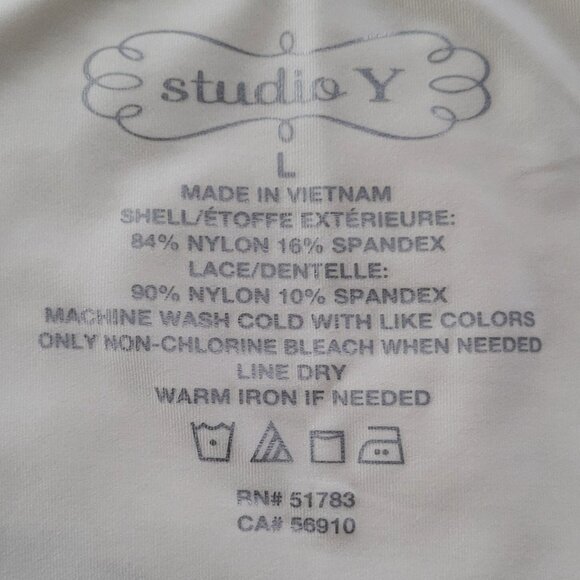 studio Y
L
MADE IN VIETNAM
SHELL/ÉTOFFE EXTÉRIEURE:
84% NYLON 16% SPANDEX
LACE/DENTELLE:
90% NYLON 10% SPANDEX
MACHINE WASH COLD WITH LIKE COLORS
ONLY NON-CHLORINE BLEACH WHEN NEEDED
LINE DRY
WARM IRON IF NEEDED
RN# 51783
CA# 56910